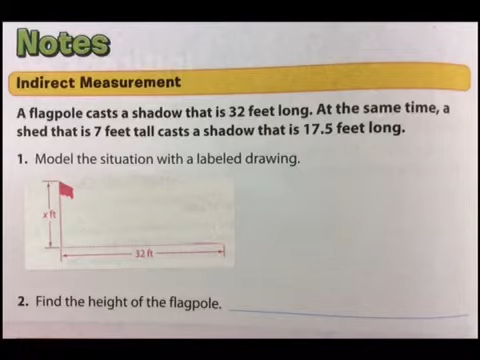 Notes
Indirect Measurement
A flagpole casts a shadow that is 32 feet long. At the same time, a
shed that is 7 feet tall casts a shadow that is 17.5 feet long.
1. Model the situation with a labeled drawing.
x ft
32 ft
2. Find the height of the flagpole.